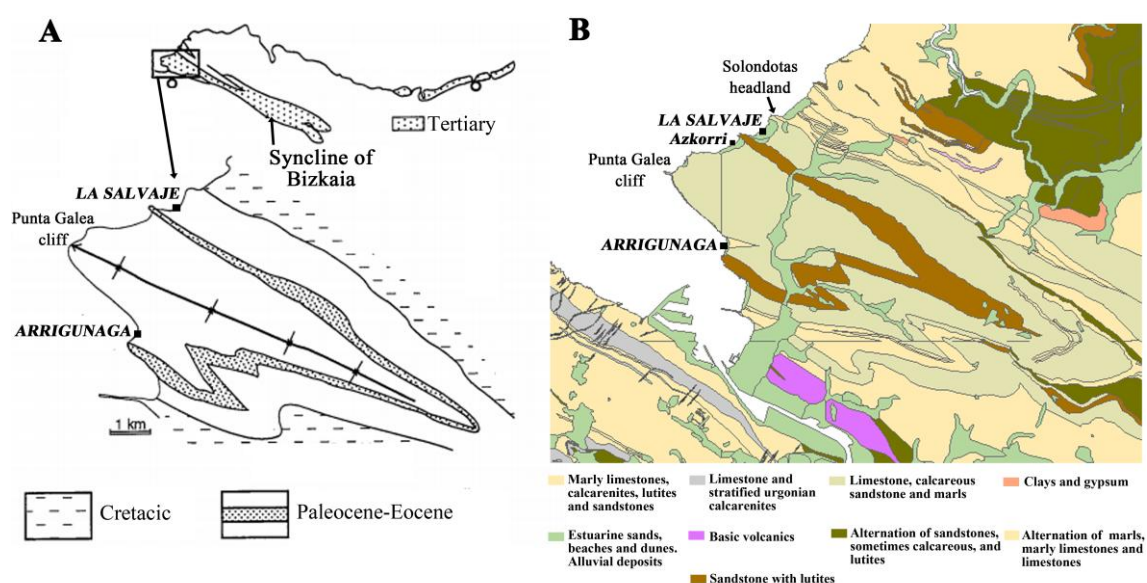 A
Tertiary
Syncline of
Bizkaia
LA SALVAJE
Punta Galea
cliff
ARRIGUNAGA
1 km
Cretacic
Paleocene-Eocene
B
Solondotas
headland
LA SALVAJE
Azkorri
Punta Galea
cliff
ARRIGUNAGA
Marly limestones,
calcarenites, lutites
and sandstones
Limestone and
stratified urgonian
calcarenites
Limestone, calcareous
sandstone and marls
Clays and gypsum
Estuarine sands,
beaches and dunes.
Alluvial deposits
Basic volcanics
Alternation of sandstones,
sometimes calcareous, and
lutites
Alternation of marls,
marly limestones and
limestones
Sandstone with lutites